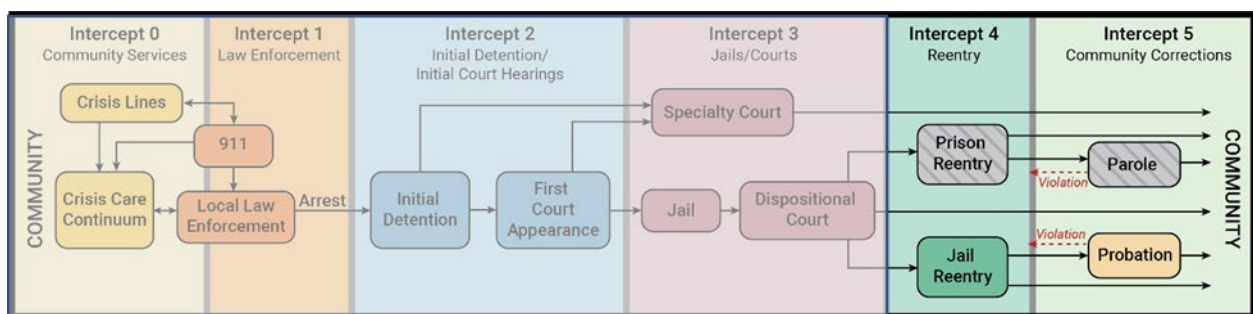 Intercept 0
Community Services
Intercept 1
Law Enforcement
Intercept 2
Initial Detention/
Initial Court Hearings
Intercept 3
Jails/Courts
Intercept 4
Reentry
Intercept 5
Community Corrections
COMMUNITY
Crisis Lines
911
Crisis Care
Continuum
Local Law
Enforcement
Arrest
Initial
Detention
First
Court
Appearance
Specialty Court
Jail
Dispositional
Court
Prison
Reentry
Violation
Parole
Jail
Reentry
Violation
Probation
COMMUNITY